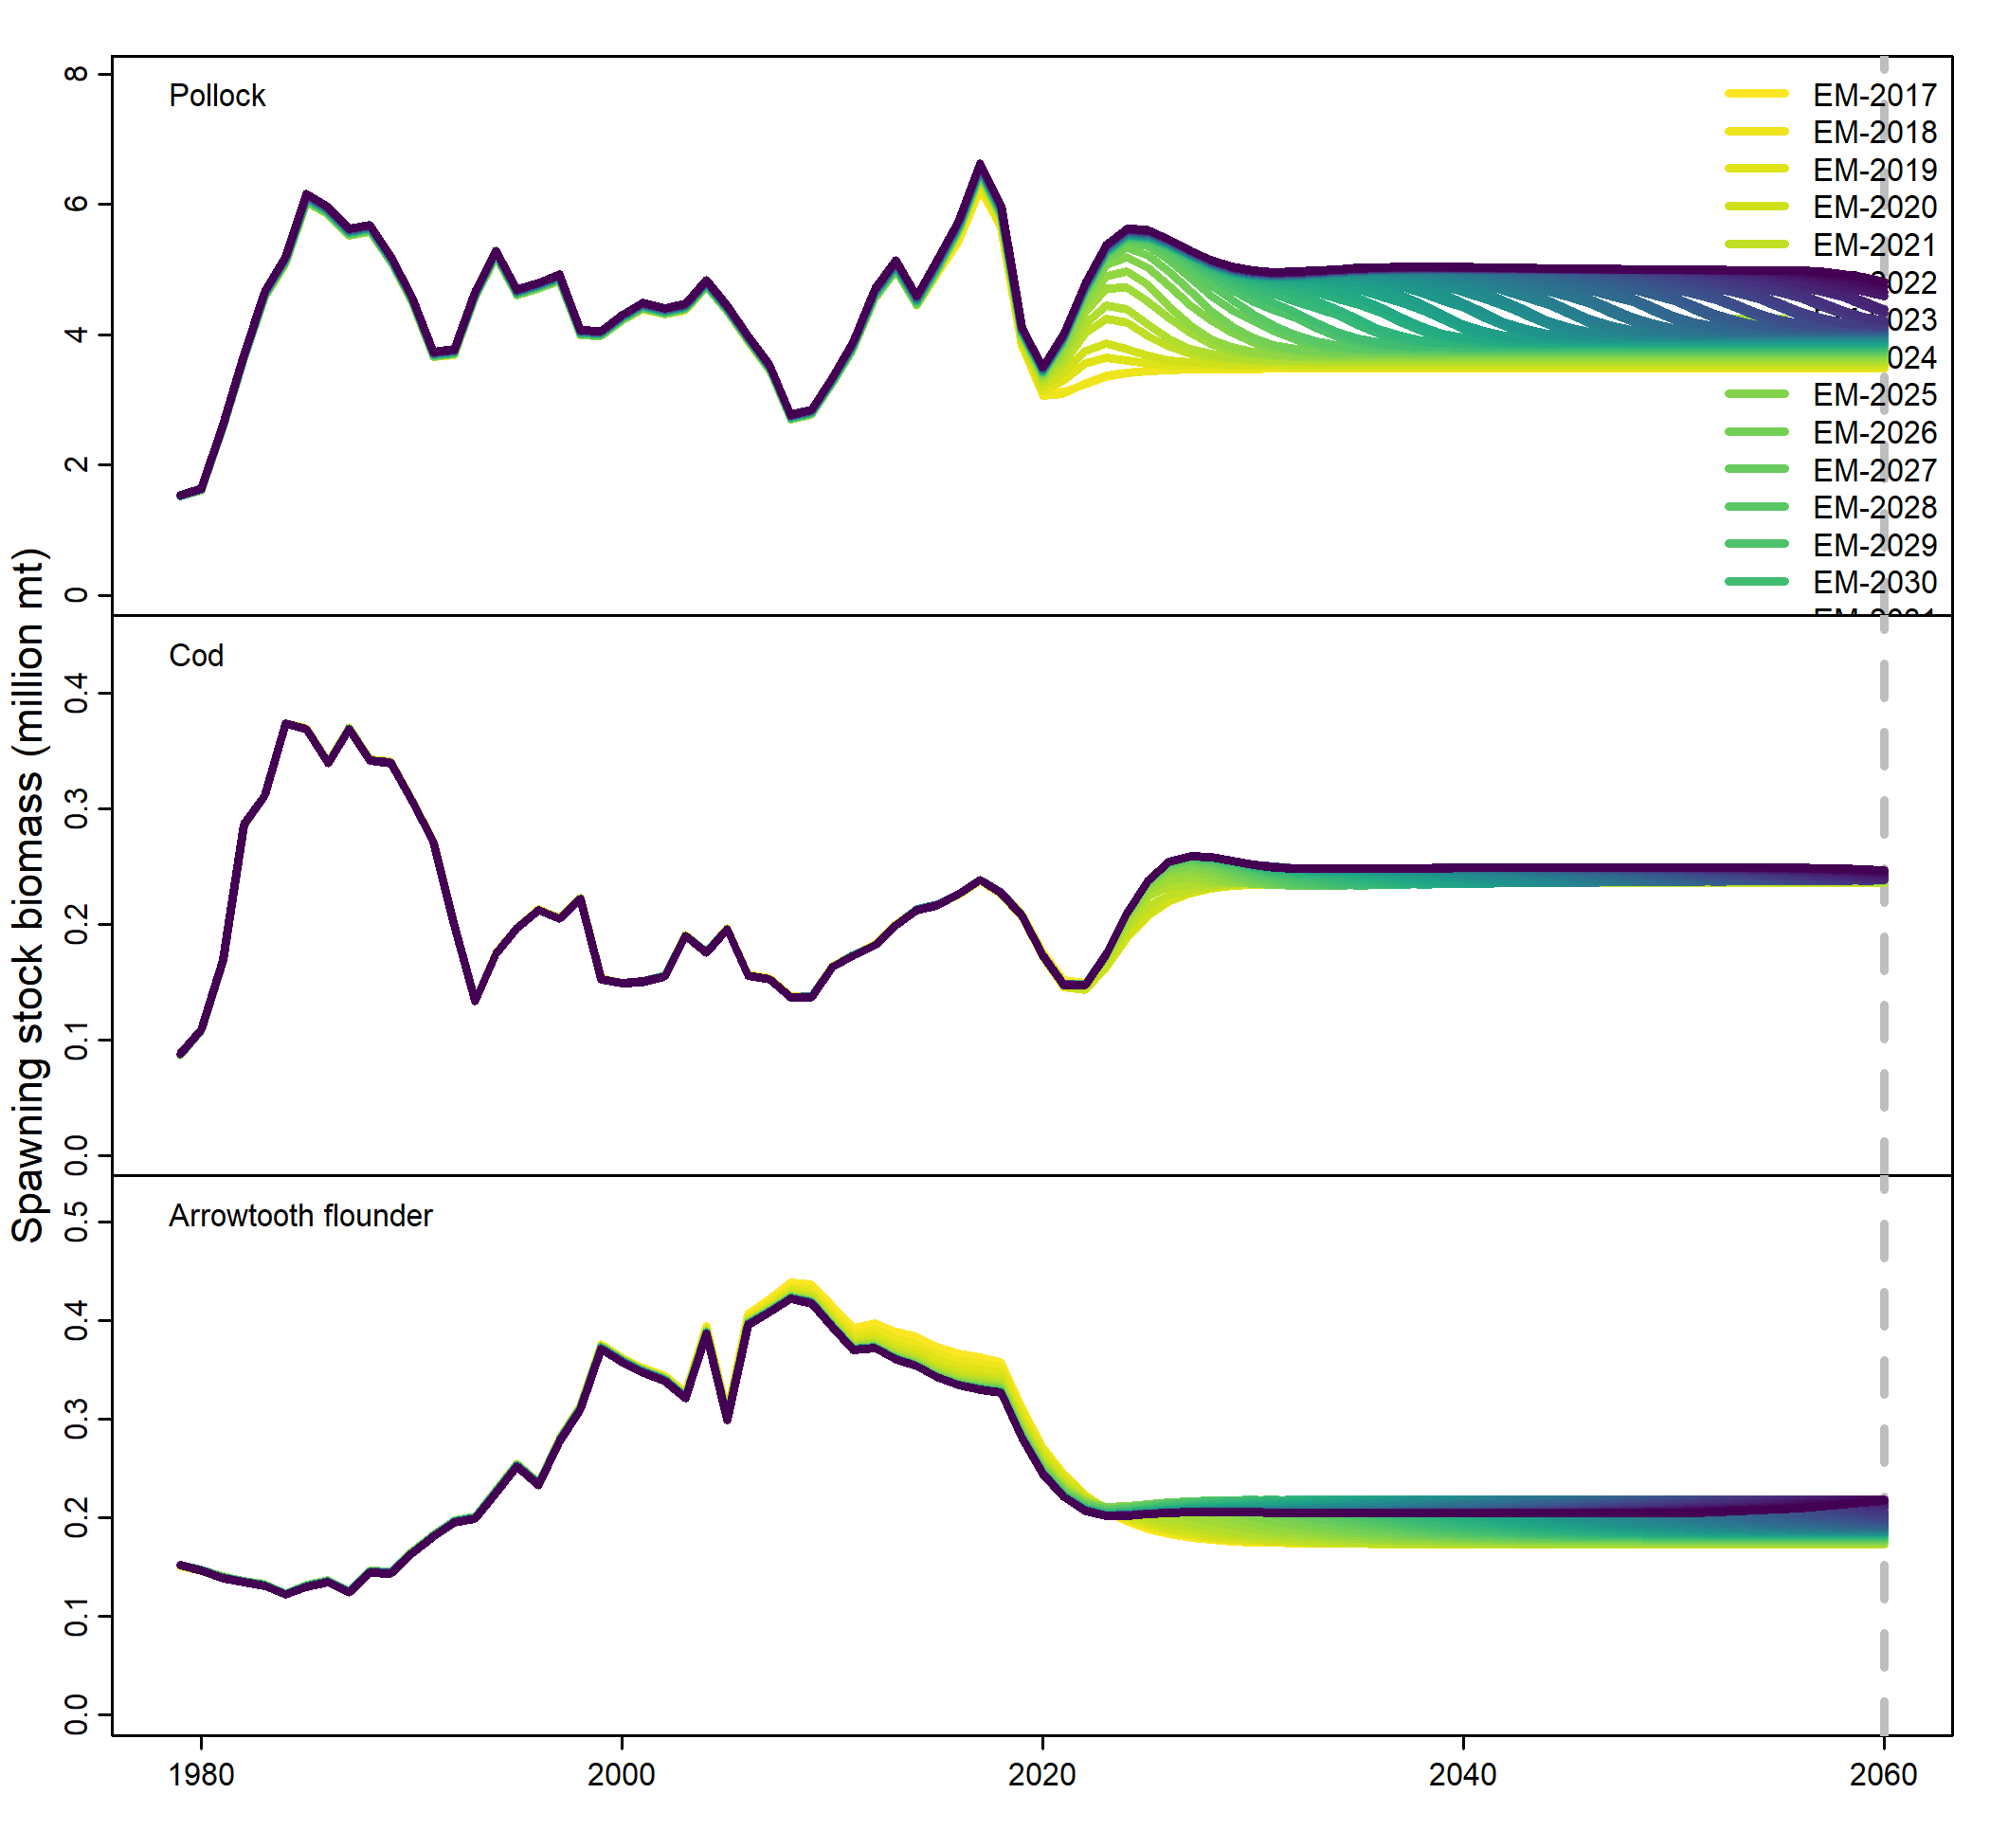 Spawning stock biomass (million mt)
Pollock
8
6
4
2
0
EM-2017
EM-2018
EM-2019
EM-2020
EM-2021
2022
2023
2024
EM-2025
EM-2026
EM-2027
EM-2028
EM-2029
EM-2030
Cod
0.4
0.3
0.2
0.1
0.0
Arrowtooth flounder
0.5
0.4
0.3
0.2
0.1
0.0
1980 2000 2020 2040 2060